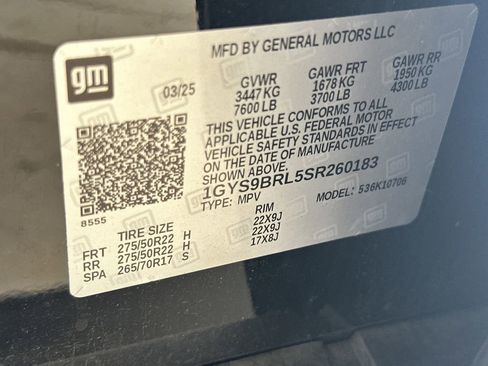 gm
MFD BY GENERAL MOTORS LLC
03/25 GVWR GAWR FRT GAWR RR
3447 KG 1678 KG 1950 KG
7600 LB 3700 LB 4300 LB
THIS VEHICLE CONFORMS TO ALL
APPLICABLE U.S. FEDERAL MOTOR
VEHICLE SAFETY STANDARDS IN EFFECT
ON THE DATE OF MANUFACTURE
SHOWN ABOVE.
1GYS9BRL5SR260183
TYPE: MPV MODEL: 536K10706
8555
TIRE SIZE RIM
FRT 275/50R22 H 22X9J
RR 275/50R22 H 22X9J
SPA 265/70R17 S 17X8J